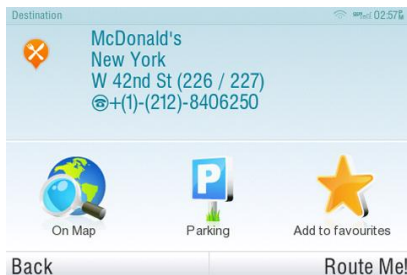 Destination
02:57
McDonald's
New York
W 42nd St (226 / 227)
☎+(1)-(212)-8406250
P
On Map
Parking
Add to favourites
Back
Route Me!